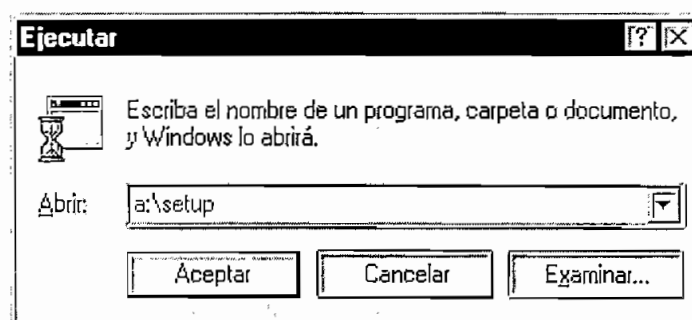 Ejecutar
Escriba el nombre de un programa, carpeta o documento,
y Windows lo abrirá.
Abrir: a:\setup
Aceptar Cancelar Examinar...